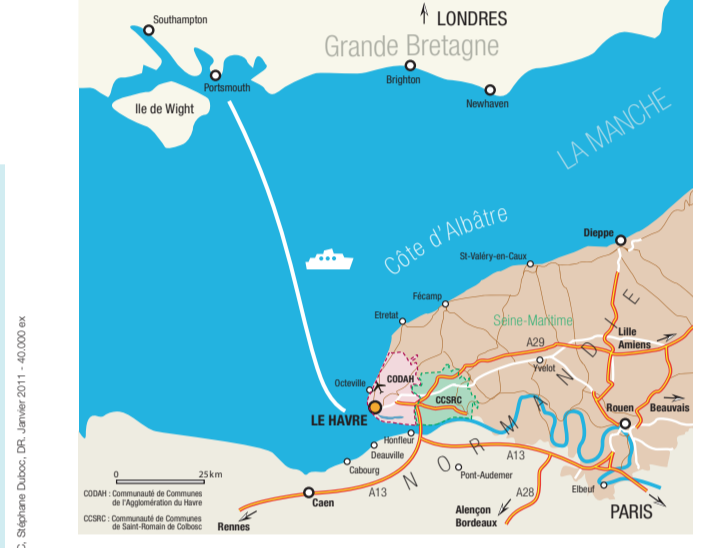 Southampton
LONDRES
Grande Bretagne
Portsmouth
Brighton
Newhaven
Ile de Wight
LA MANCHE
Côte d'Albâtre
Dieppe
St-Valéry-en-Caux
Fécamp
Etretat
Seine-Maritime
Lille
Amiens
A29
Yvelot
Octeville
CODAH
CCSRC
LE HAVRE
Rouen
Beauvais
NORMANDIE
Honfleur
Deauville
Cabourg
A13
Pont-Audemer
Elbeuf
A28
A13
Caen
PARIS
Alençon
Bordeaux
Rennes
0 25km
CODAH : Communauté de Communes
de l'Agglomération du Havre
CCSRC : Communauté de Communes
de Saint-Romain de Colbosc
Stéphane Duboc, DR. Janvier 2011 - 40.000 ex